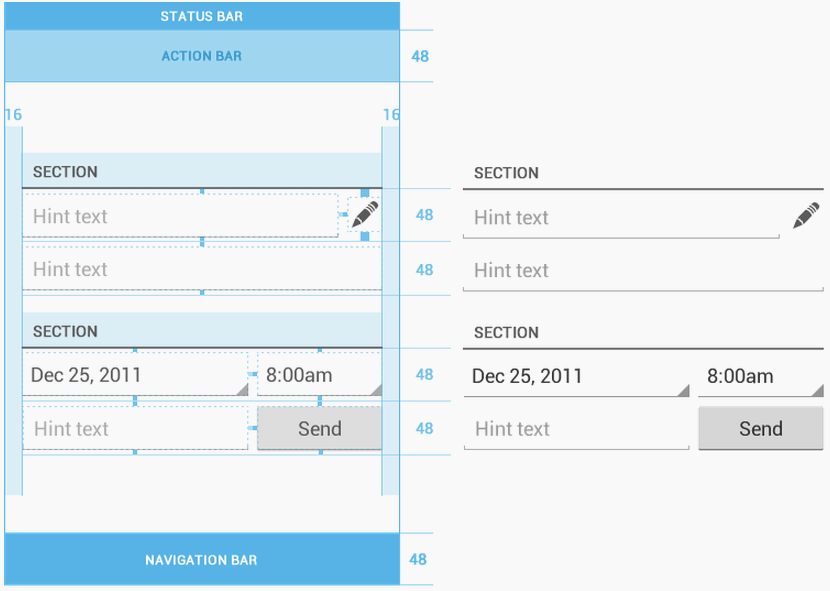 STATUS BAR
ACTION BAR
48
16
16
SECTION
Hint text
48
Hint text
48
SECTION
Dec 25, 2011
8:00am
48
Hint text
Send
48
NAVIGATION BAR
48
SECTION
Hint text
Hint text
SECTION
Dec 25, 2011
8:00am
Hint text
Send